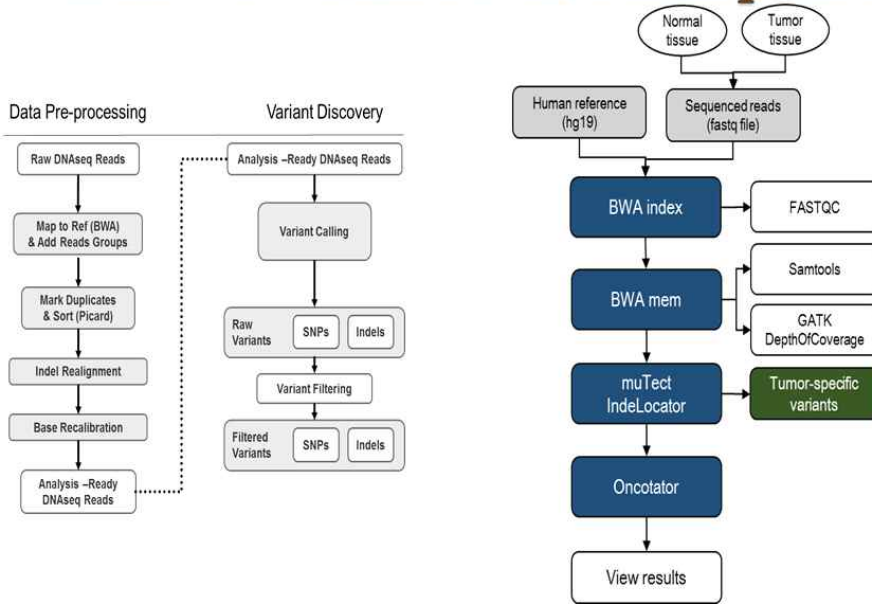 Data Pre-processing
Raw DNAseq Reads
Map to Ref (BWA)
& Add Reads Groups
Mark Duplicates
& Sort (Picard)
Indel Realignment
Base Recalibration
Analysis –Ready
DNAseq Reads
Variant Discovery
Analysis –Ready DNAseq Reads
Variant Calling
Raw
Variants
SNPs
Indels
Variant Filtering
Filtered
Variants
SNPs
Indels
Normal
tissue
Tumor
tissue
Human reference
(hg19)
Sequenced reads
(fastq file)
BWA index
FASTQC
BWA mem
Samtools
GATK
DepthOfCoverage
muTect
IndeLocator
Tumor-specific
variants
Oncotator
View results